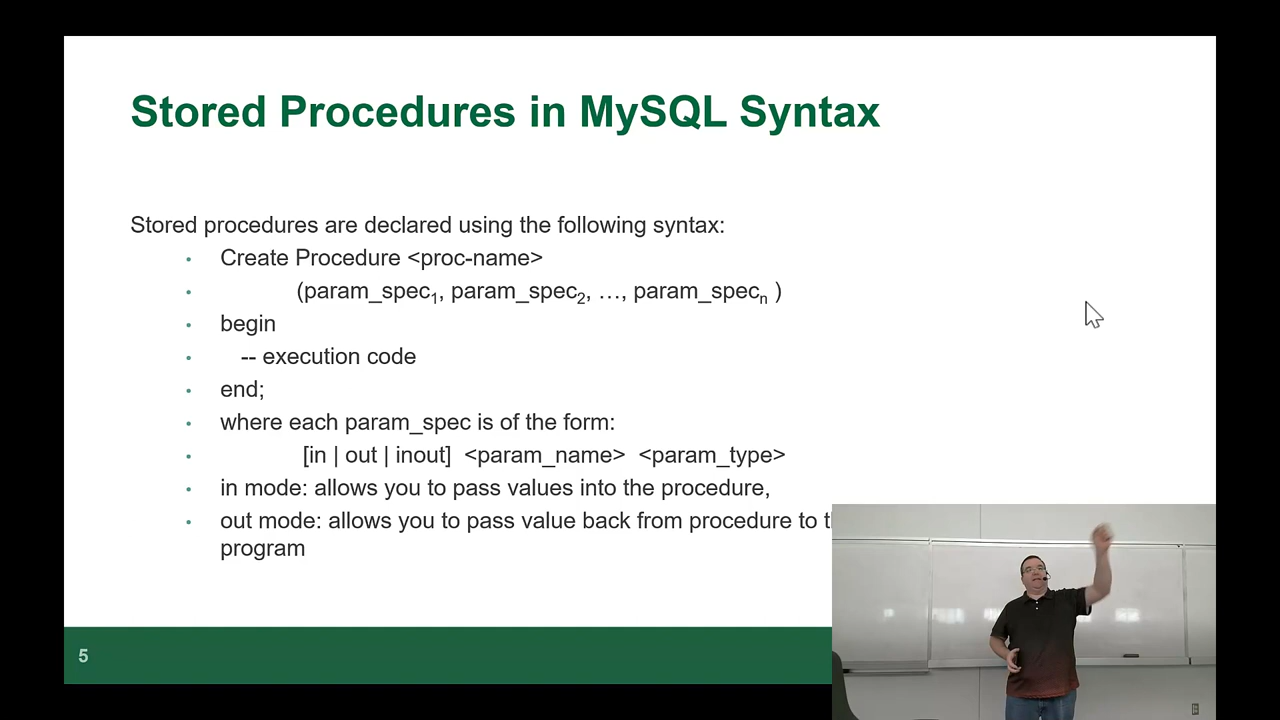 Stored Procedures in MySQL Syntax
Stored procedures are declared using the following syntax:
• Create Procedure <proc-name>
• (param_spec1, param_spec2, …, param_specn )
• begin
• -- execution code
• end;
• where each param_spec is of the form:
• [in | out | inout] <param_name> <param_type>
• in mode: allows you to pass values into the procedure,
• out mode: allows you to pass value back from procedure to
program
5